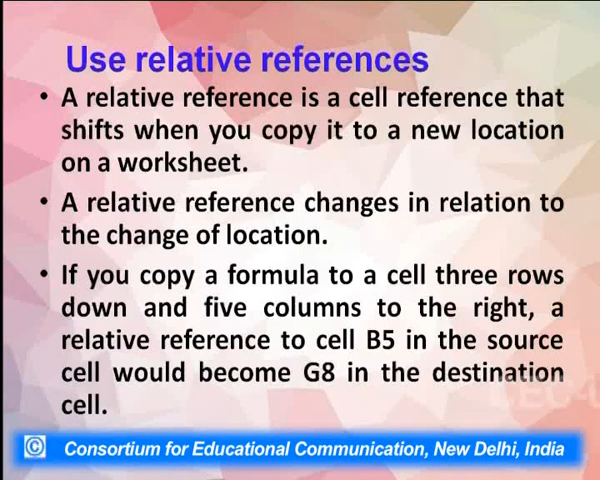 Use relative references
• A relative reference is a cell reference that
shifts when you copy it to a new location
on a worksheet.
• A relative reference changes in relation to
the change of location.
• If you copy a formula to a cell three rows
down and five columns to the right, a
relative reference to cell B5 in the source
cell would become G8 in the destination
cell.
© Consortium for Educational Communication, New Delhi, India